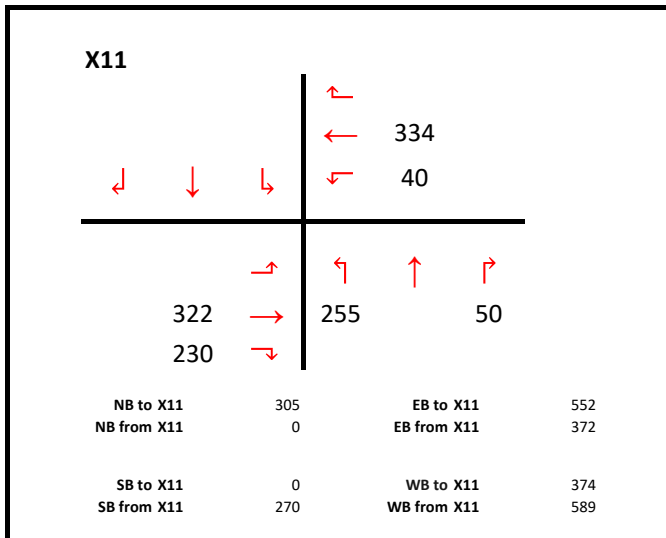 X11
334
40
322 255 50
230
NB to X11 305 EB to X11 552
NB from X11 0 EB from X11 372
SB to X11 0 WB to X11 374
SB from X11 270 WB from X11 589